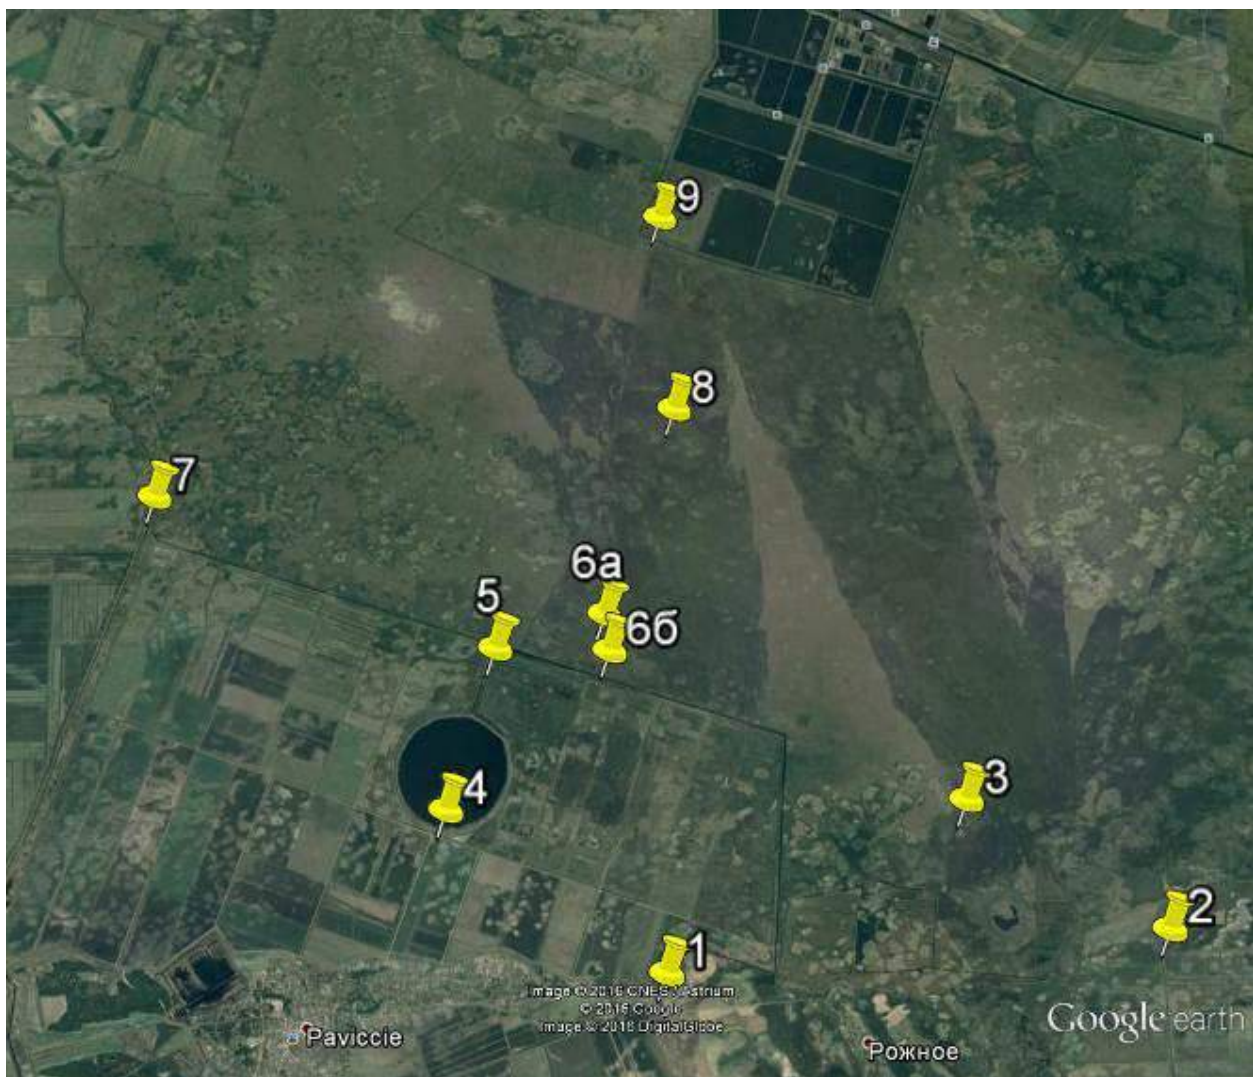 9
8
7
6а
5
6б
4
3
2
1
Image © 2016 CNES / Astrium
© 2016 Google
Image © 2016 DigitalGlobe
Google earth
Paviccie
Рожное